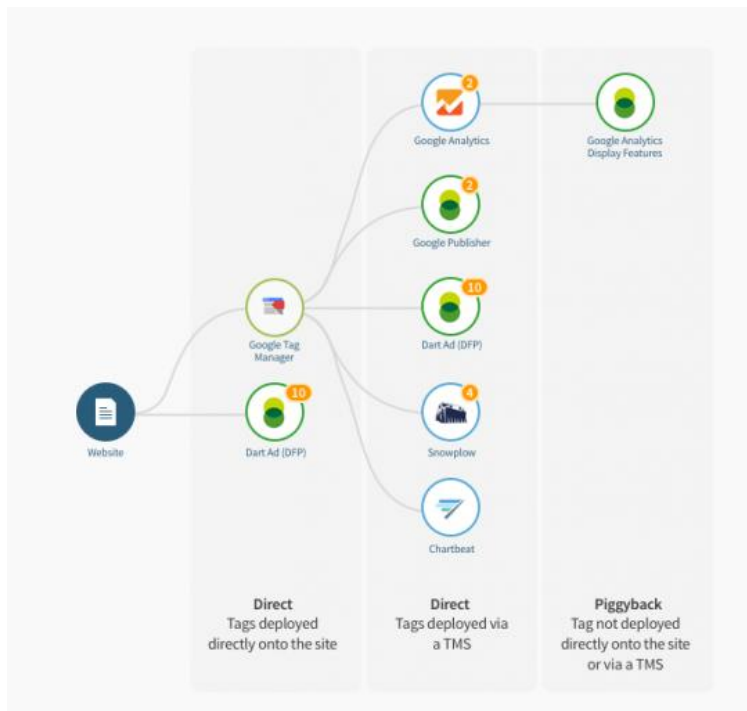 2
Google Analytics
Google Analytics
Display Features
2
Google Publisher
Google Tag
Manager
10
Dart Ad (DFP)
Website
10
Dart Ad (DFP)
4
Snowplow
Chartbeat
Direct
Tags deployed
directly onto the site
Direct
Tags deployed via
a TMS
Piggyback
Tag not deployed
directly onto the site
or via a TMS